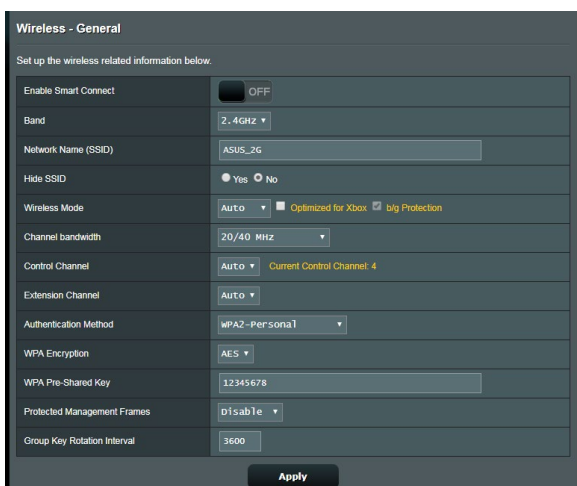 Wireless - General
Set up the wireless related information below.
Enable Smart Connect OFF
Band 2.4GHz
Network Name (SSID) ASUS_2G
Hide SSID Yes No
Wireless Mode Auto Optimized for Xbox b/g Protection
Channel bandwidth 20/40 MHz
Control Channel Auto Current Control Channel: 4
Extension Channel Auto
Authentication Method WPA2-Personal
WPA Encryption AES
WPA Pre-Shared Key 12345678
Protected Management Frames Disable
Group Key Rotation Interval 3600
Apply